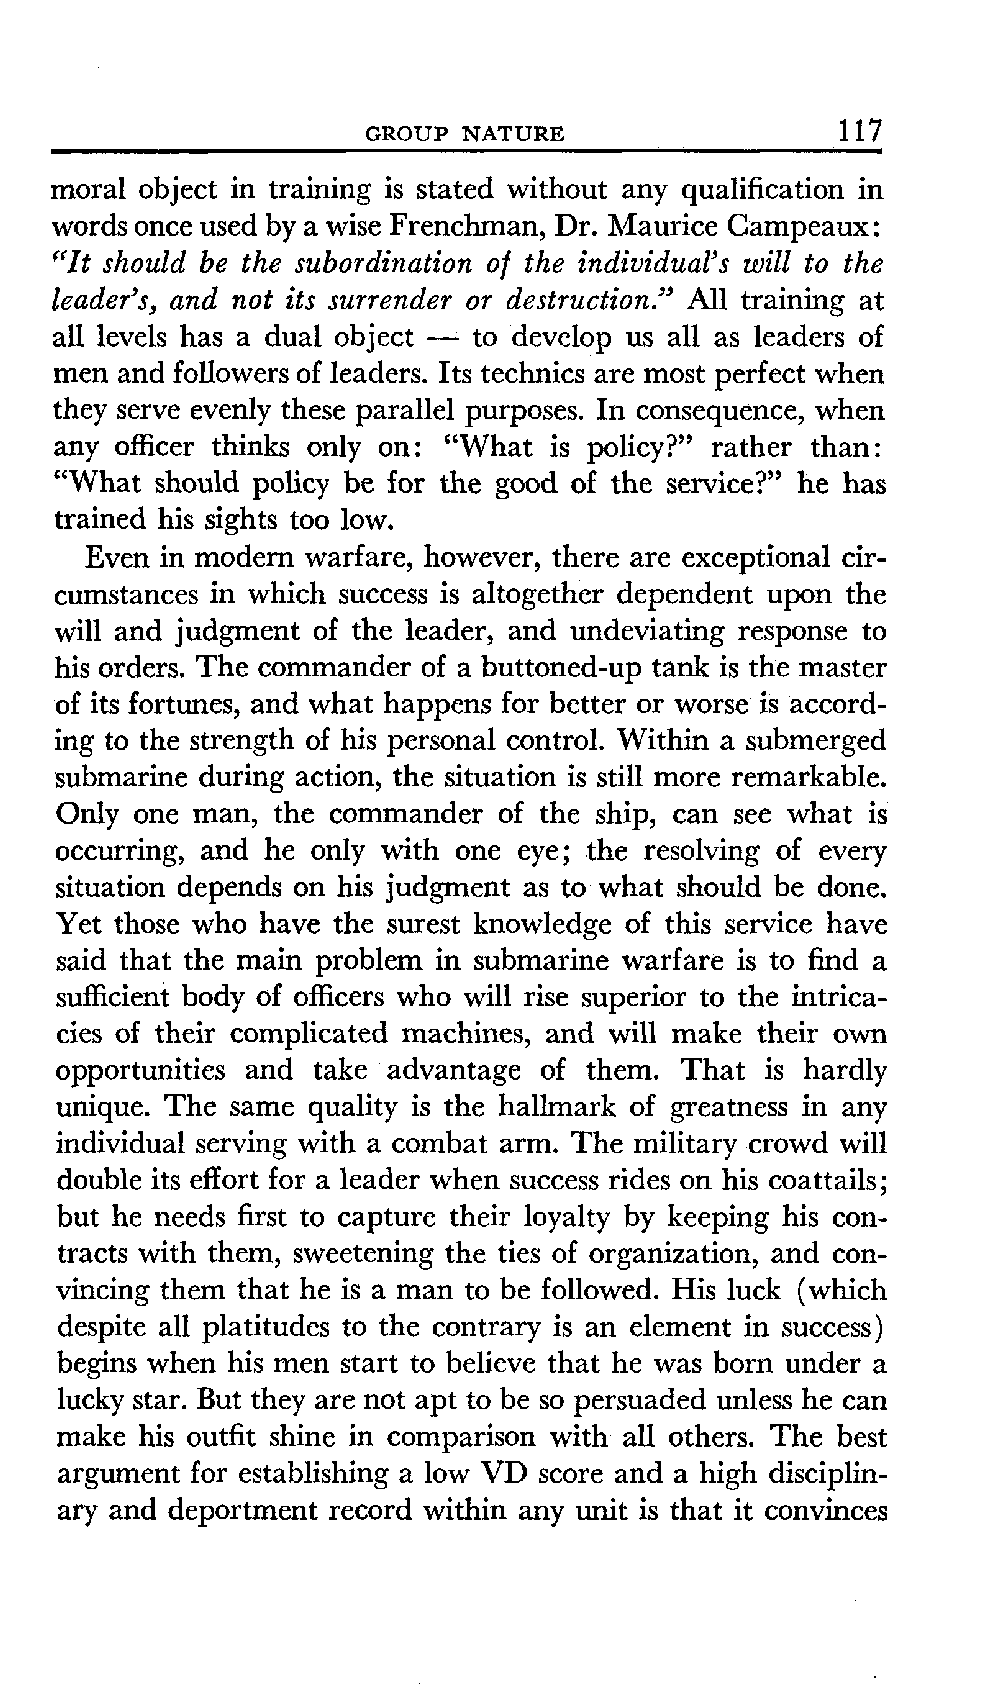 GROUP NATURE 117
moral object in training is stated without any qualification in
words once used by a wise Frenchman, Dr. Maurice Campeaux:
“It should be the subordination of the individual’s will to the
leader’s, and not its surrender or destruction.” All training at
all levels has a dual object — to develop us all as leaders of
men and followers of leaders. Its technics are most perfect when
they serve evenly these parallel purposes. In consequence, when
any officer thinks only on: “What is policy?” rather than:
“What should policy be for the good of the service?” he has
trained his sights too low.
Even in modern warfare, however, there are exceptional cir-
cumstances in which success is altogether dependent upon the
will and judgment of the leader, and undeviating response to
his orders. The commander of a buttoned-up tank is the master
of its fortunes, and what happens for better or worse is accord-
ing to the strength of his personal control. Within a submerged
submarine during action, the situation is still more remarkable.
Only one man, the commander of the ship, can see what is
occurring, and he only with one eye; the resolving of every
situation depends on his judgment as to what should be done.
Yet those who have the surest knowledge of this service have
said that the main problem in submarine warfare is to find a
sufficient body of officers who will rise superior to the intrica-
cies of their complicated machines, and will make their own
opportunities and take advantage of them. That is hardly
unique. The same quality is the hallmark of greatness in any
individual serving with a combat arm. The military crowd will
double its effort for a leader when success rides on his coattails;
but he needs first to capture their loyalty by keeping his con-
tracts with them, sweetening the ties of organization, and con-
vincing them that he is a man to be followed. His luck (which
despite all platitudes to the contrary is an element in success)
begins when his men start to believe that he was born under a
lucky star. But they are not apt to be so persuaded unless he can
make his outfit shine in comparison with all others. The best
argument for establishing a low VD score and a high disciplin-
ary and deportment record within any unit is that it convinces